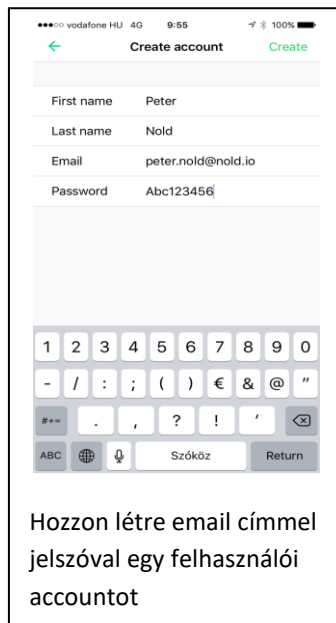 vodafone HU 4G 9:55 100%
← Create account Create
First name Peter
Last name Nold
Email peter.nold@nold.io
Password Abc123456
1 2 3 4 5 6 7 8 9 0
- / : ; ( ) € & @ "
#+= . , ? ! '
ABC Szóköz Return
Hozzon létre email címmel
jelszóval egy felhasználói
accountot